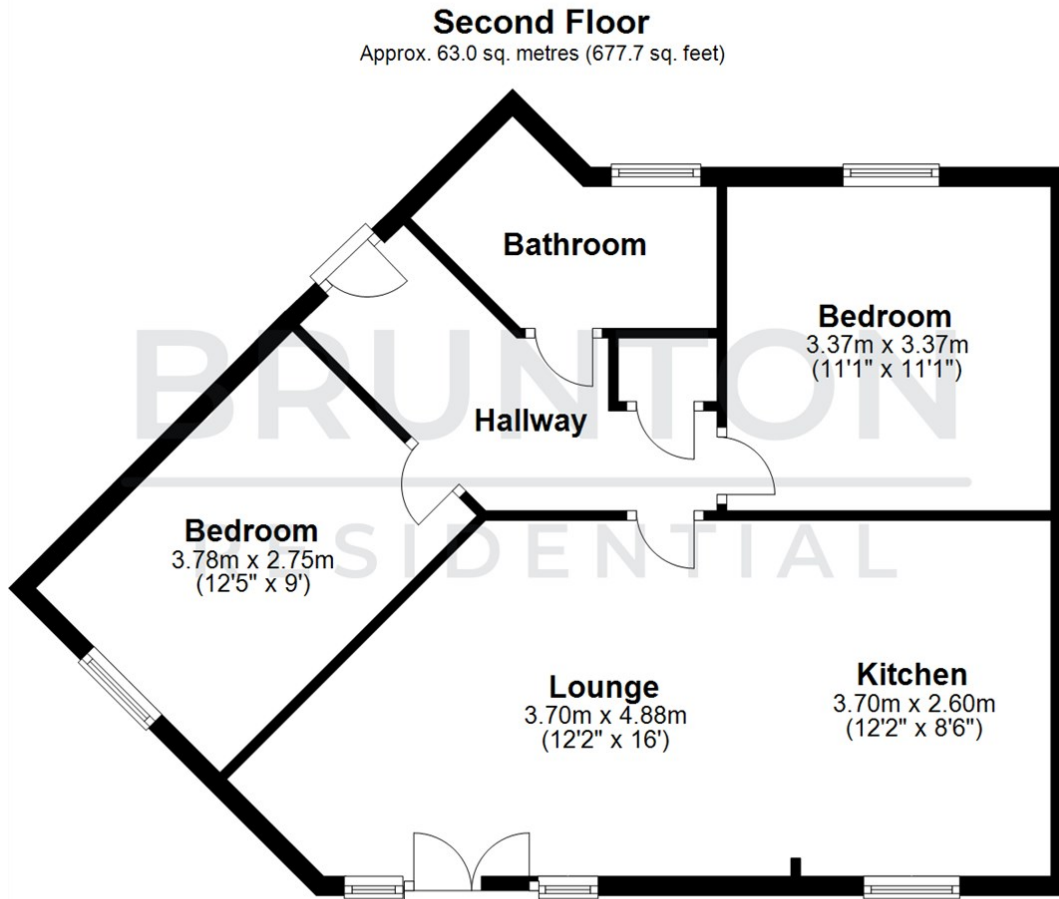 Second Floor
Approx. 63.0 sq. metres (677.7 sq. feet)
Bathroom
Bedroom
3.37m x 3.37m
(11'1" x 11'1")
BRUNTON
Hallway
Bedroom
3.78m x 2.75m
(12'5" x 9')
RESIDENTIAL
Lounge
3.70m x 4.88m
(12'2" x 16')
Kitchen
3.70m x 2.60m
(12'2" x 8'6")